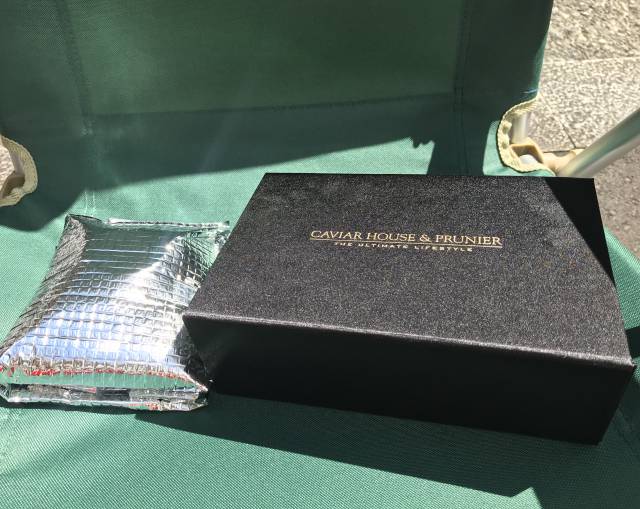 CAVIAR HOUSE & PRUNIER
THE ULTIMATE LIFESTYLE